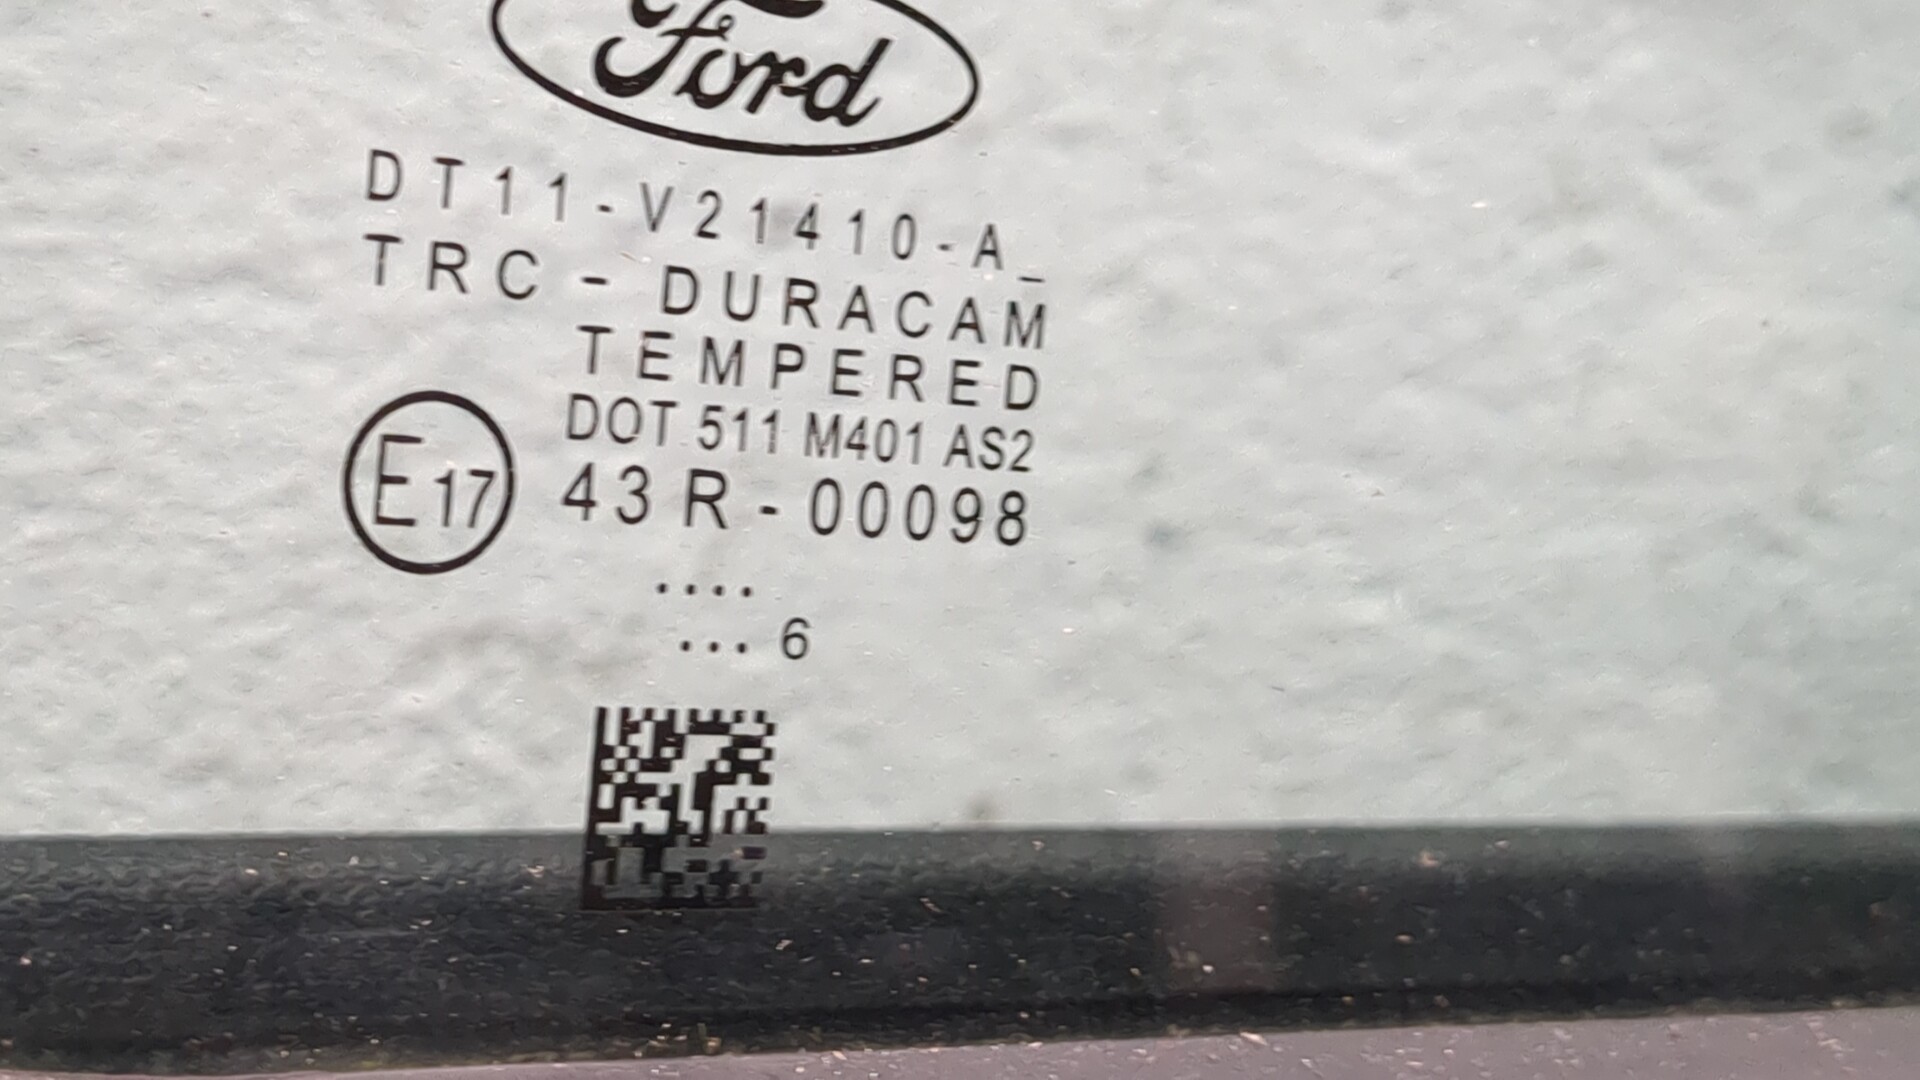 Ford
DT11-V21410-A_
TRC - DURACAM
TEMPERED
DOT 511 M401 AS2
E17
43R-00098
....
... 6